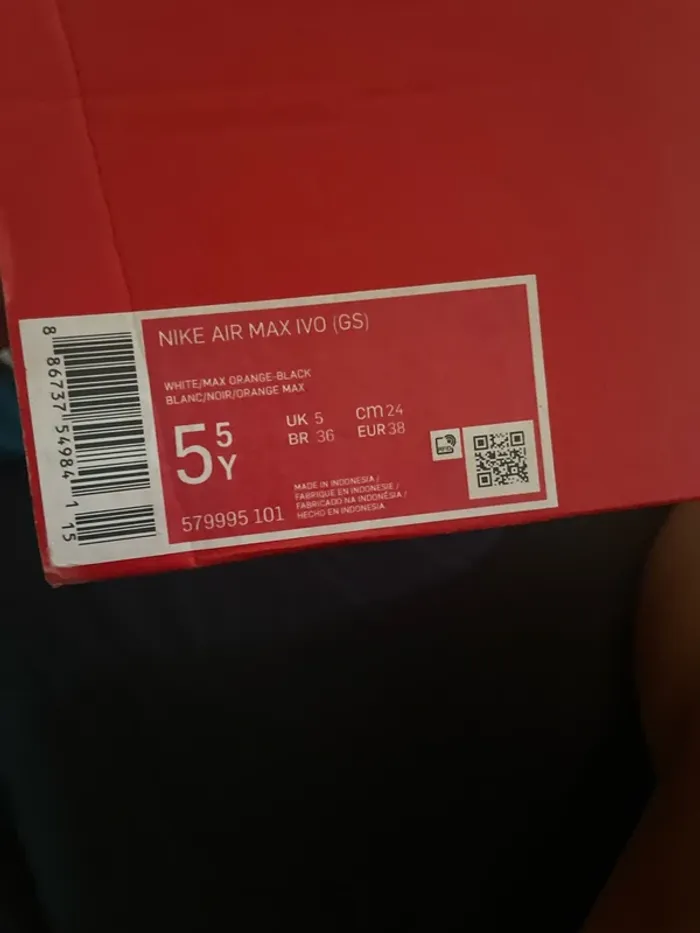 NIKE AIR MAX IVO (GS)
WHITE/MAX ORANGE-BLACK
BLANC/NOIR/ORANGE MAX
5 5 Y
UK 5
BR 36
cm 24
EUR 38
MADE IN INDONESIA /
FABRIQUE EN INDONESIE /
FABRICADO NA INDONÉSIA /
HECHO EN INDONESIA.
579995 101
8 86737 54984 1 15